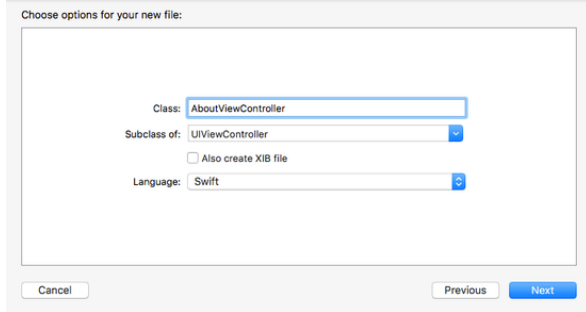 Choose options for your new file:
Class: AboutViewController
Subclass of: UIViewController
Also create XIB file
Language: Swift
Cancel Previous Next